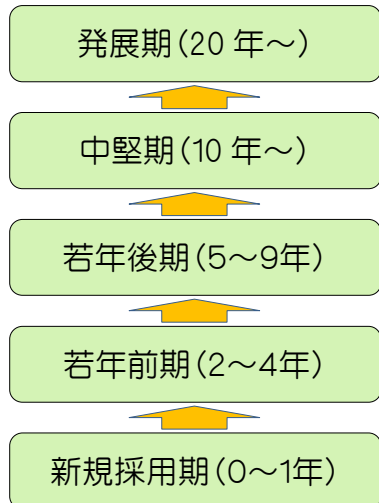 発展期(20 年～)
中堅期(10 年～)
若年後期(5～9年)
若年前期(2～4年)
新規採用期(0～1年)